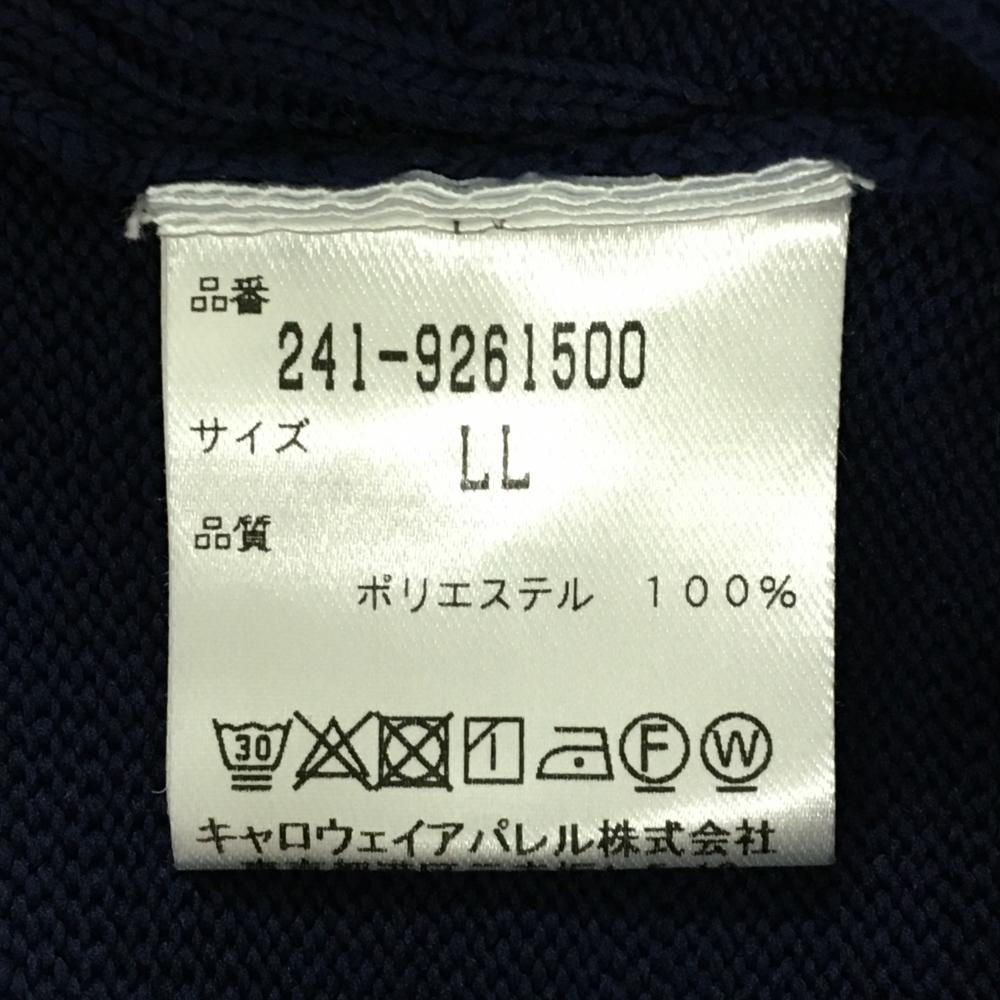 品番
241-9261500
サイズ LL
品質
ポリエステル 100%
30 F W
キャロウェイアパレル株式会社